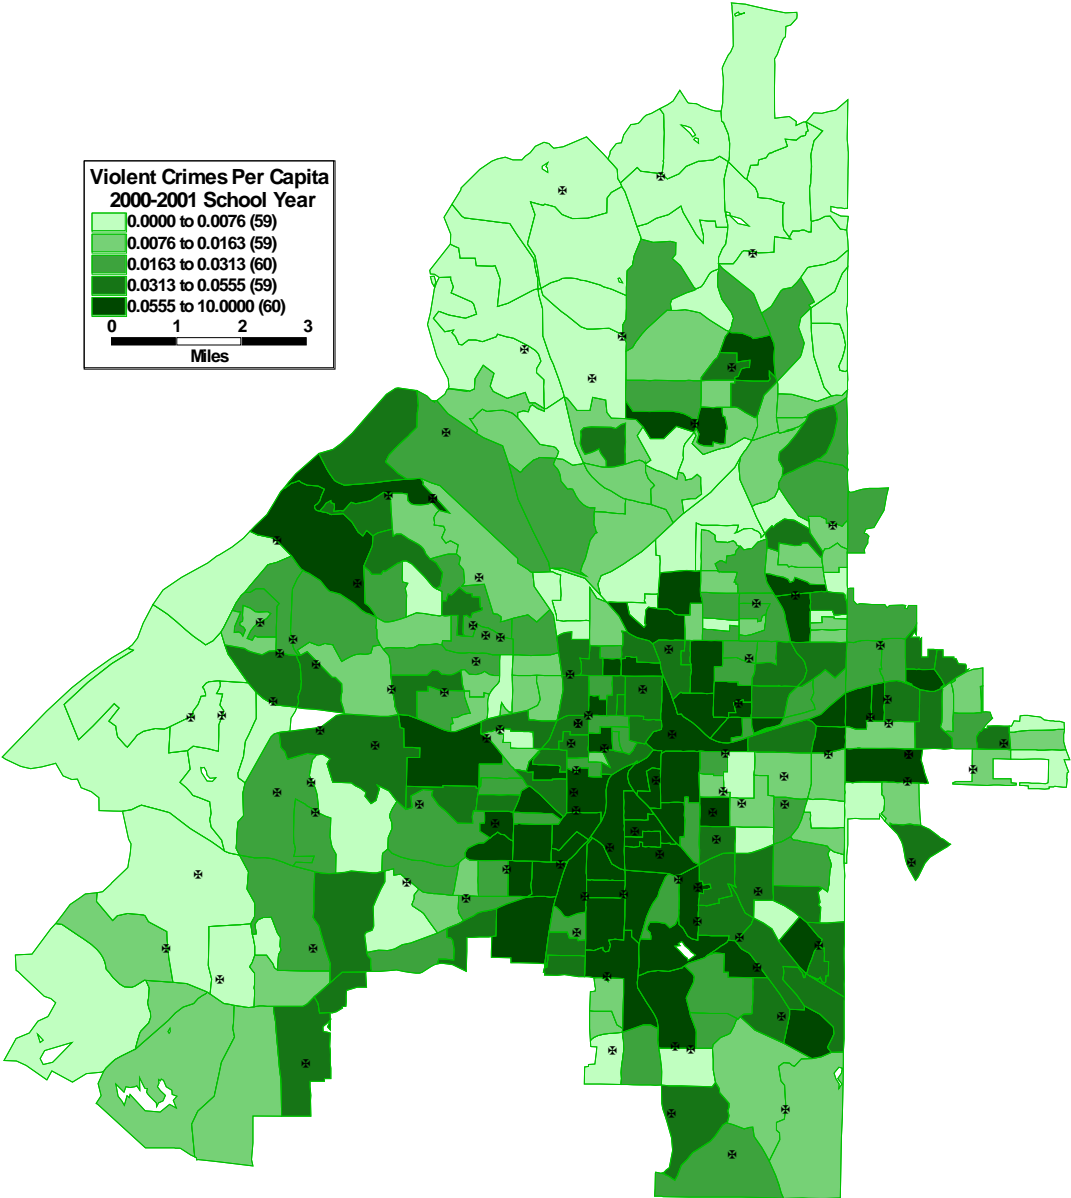 Violent Crimes Per Capita
2000-2001 School Year
0.0000 to 0.0076 (59)
0.0076 to 0.0163 (59)
0.0163 to 0.0313 (60)
0.0313 to 0.0555 (59)
0.0555 to 10.0000 (60)
0 1 2 3
Miles